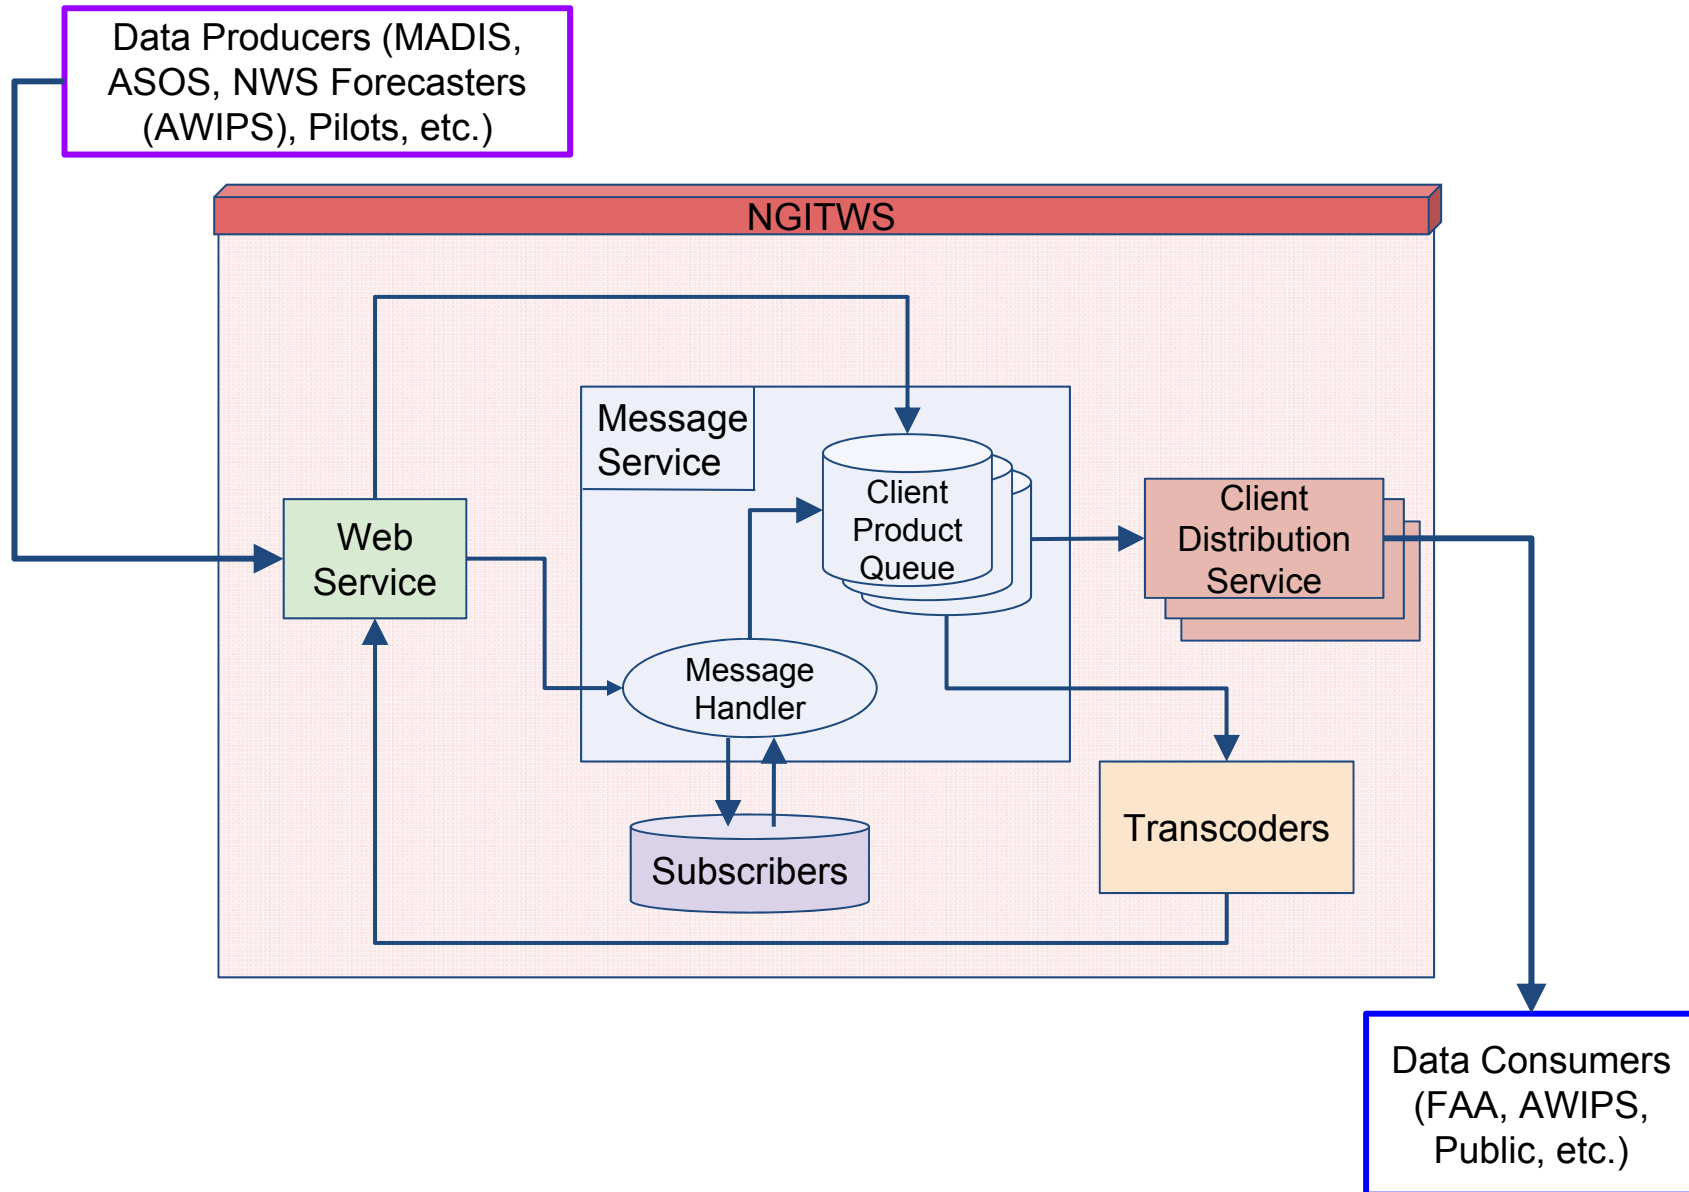 Data Producers (MADIS,
ASOS, NWS Forecasters
(AWIPS), Pilots, etc.)
NGITWS
Message
Service
Client
Product
Queue
Client
Distribution
Service
Web
Service
Message
Handler
Transcoders
Subscribers
Data Consumers
(FAA, AWIPS,
Public, etc.)